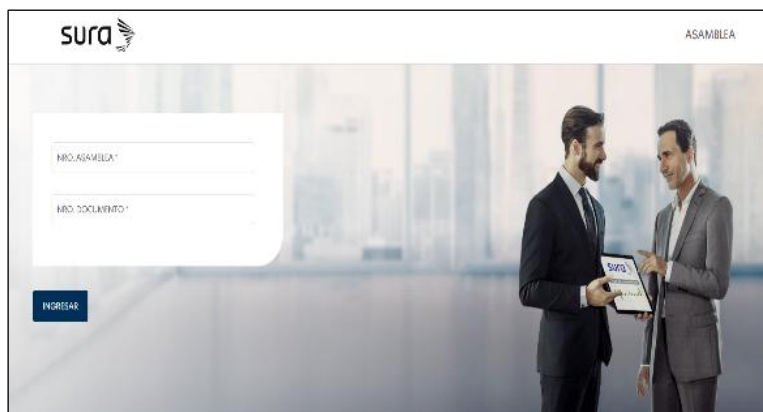 sura
ASAMBLEA
NRO. ASAMBLEA *
NRO. DOCUMENTO *
sura
INGRESAR